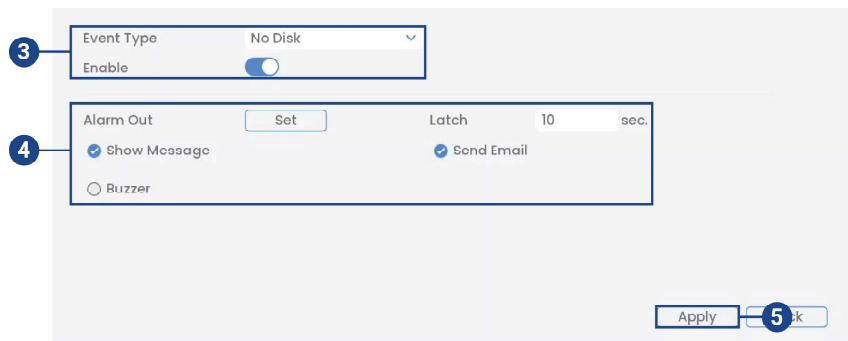 3
Event Type No Disk
Enable
4
Alarm Out Set Latch 10 sec.
Show Message Send Email
Buzzer
Apply 5 ck